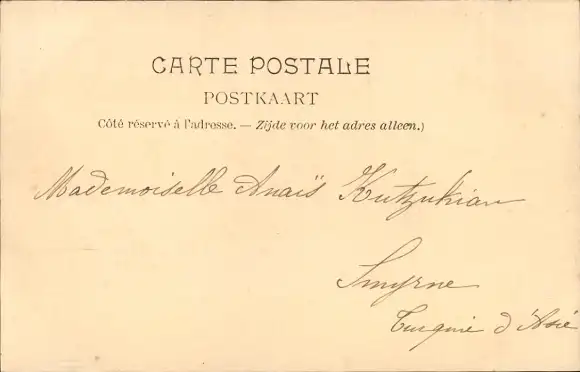 CARTE POSTALE
POSTKAART
Côté réservé à l'adresse. — Zijde voor het adres alleen.)
Mademoiselle Anaïs Kutzukian
Smyrne
Turquie d'Asie